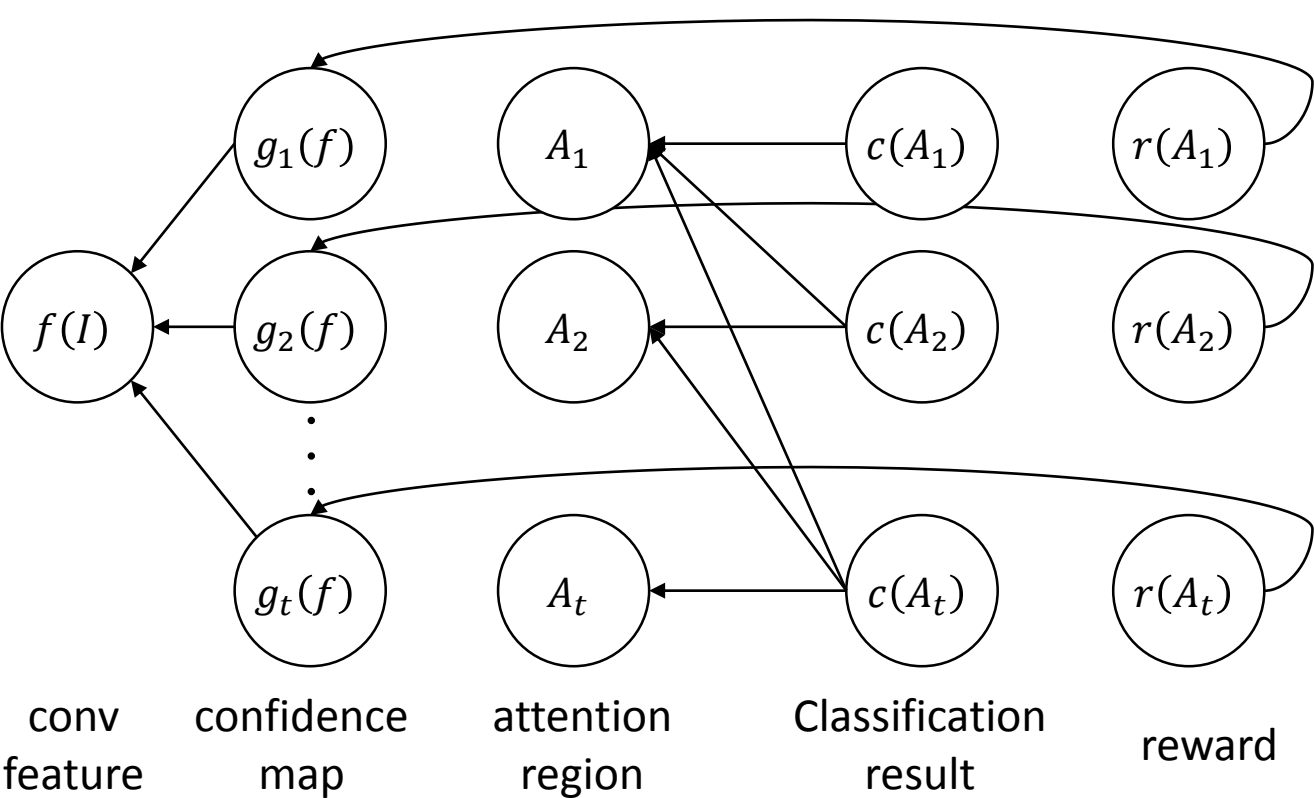 g₁(f) A₁ c(A₁) r(A₁)
f(I) g₂(f) A₂ c(A₂) r(A₂)
gₜ(f) Aₜ c(Aₜ) r(Aₜ)
conv feature
confidence map
attention region
Classification result
reward